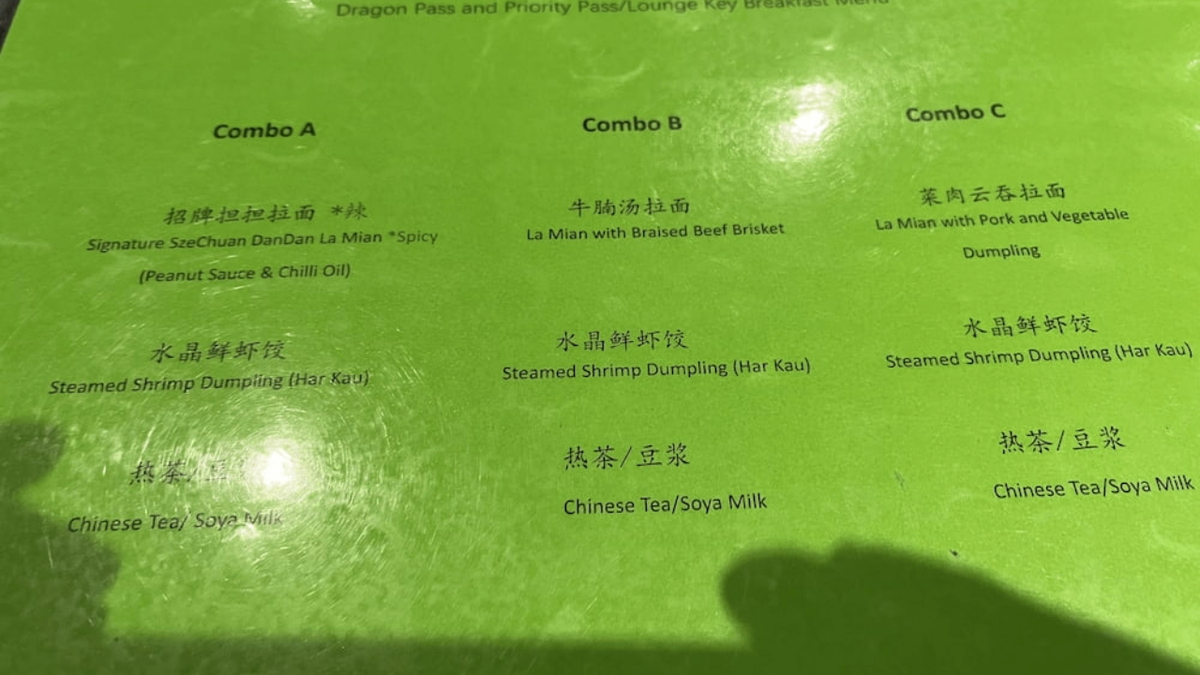 Dragon Pass and Priority Pass/Lounge Key Breakfast Menu
Combo A
招牌担担拉面 *辣
Signature SzeChuan DanDan La Mian *Spicy
(Peanut Sauce & Chilli Oil)
水晶鲜虾饺
Steamed Shrimp Dumpling (Har Kau)
热茶/豆
Chinese Tea/ Soya Milk
Combo B
牛腩汤拉面
La Mian with Braised Beef Brisket
水晶鲜虾饺
Steamed Shrimp Dumpling (Har Kau)
热茶/豆浆
Chinese Tea/Soya Milk
Combo C
菜肉云吞拉面
La Mian with Pork and Vegetable
Dumpling
水晶鲜虾饺
Steamed Shrimp Dumpling (Har Kau)
热茶/豆浆
Chinese Tea/Soya Milk